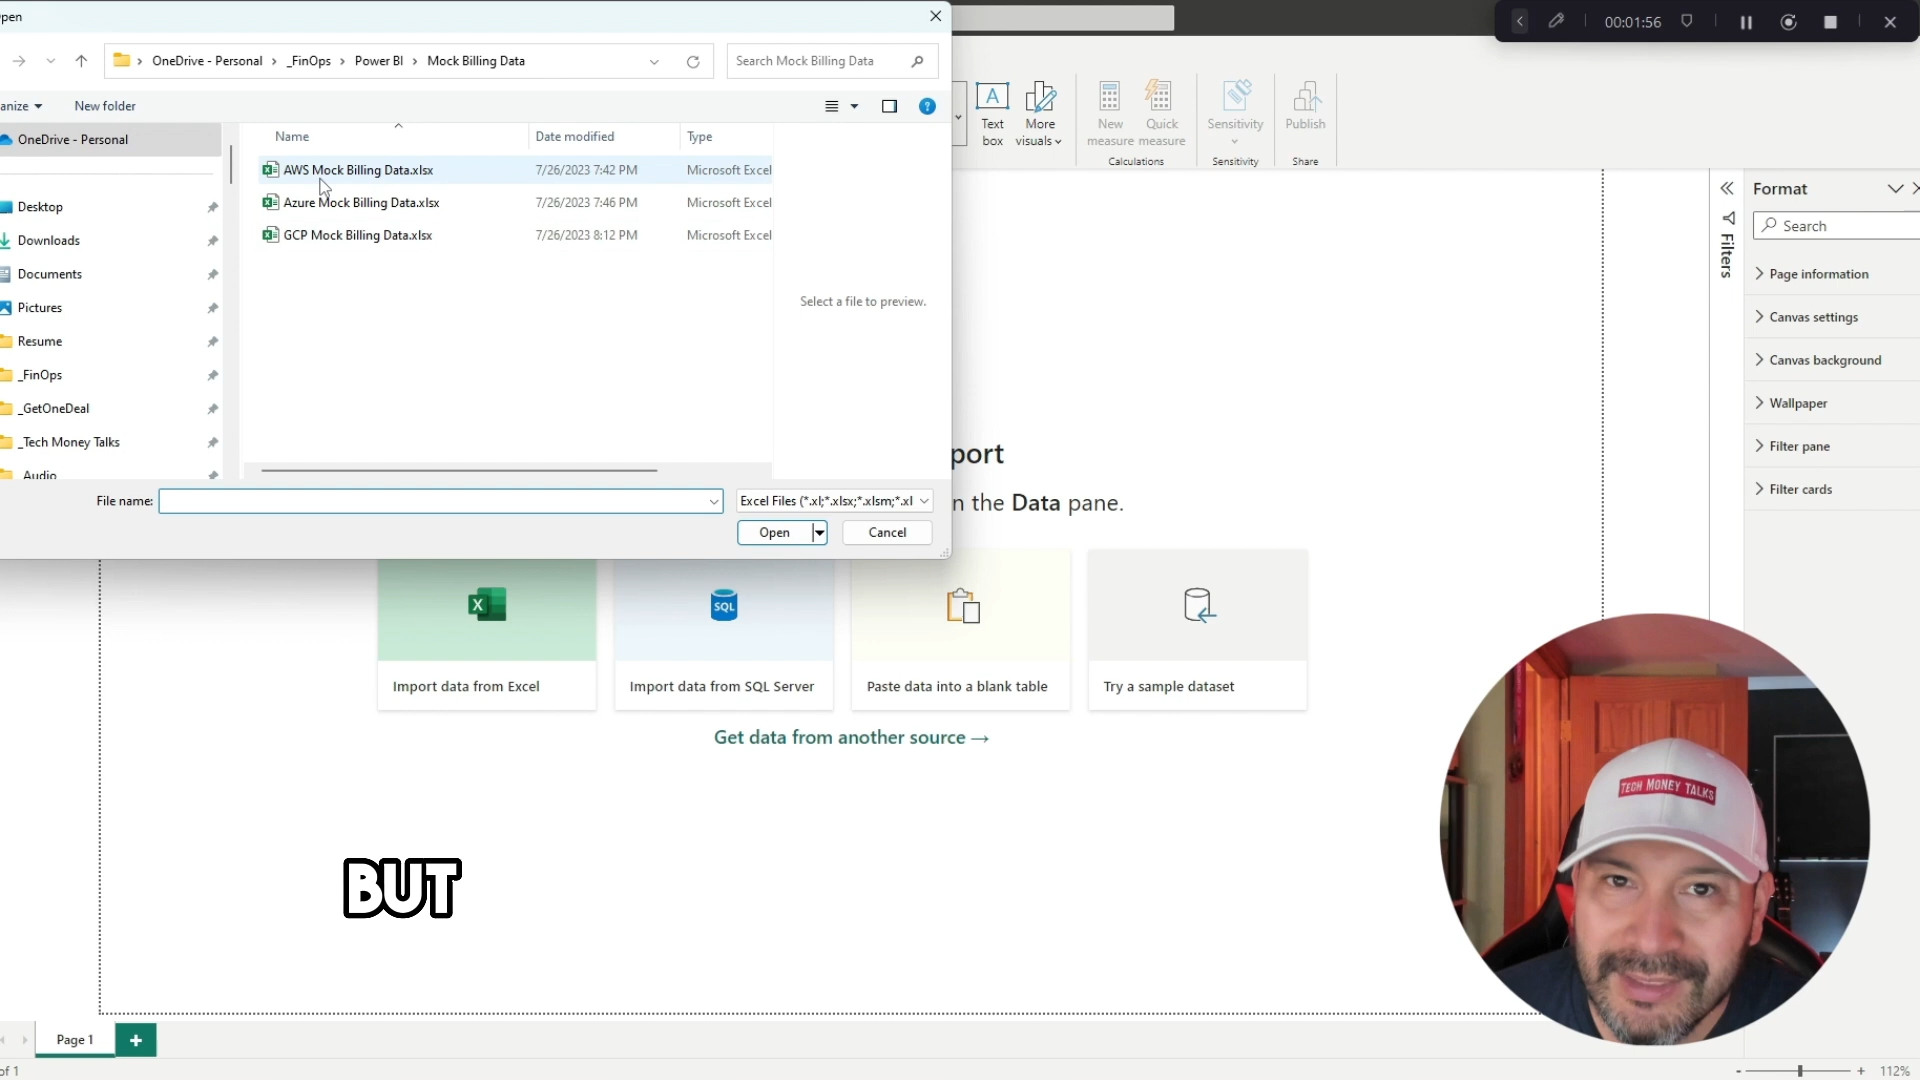 pen
00:01:56
OneDrive - Personal
_FinOps
Power BI
Mock Billing Data
Search Mock Billing Data
anize
New folder
OneDrive - Personal
Desktop
Downloads
Documents
Pictures
Resume
_FinOps
_GetOneDeal
_Tech Money Talks
Audio
Name
Date modified
Type
AWS Mock Billing Data.xlsx
7/26/2023 7:42 PM
Microsoft Excel
Azure Mock Billing Data.xlsx
7/26/2023 7:46 PM
Microsoft Excel
GCP Mock Billing Data.xlsx
7/26/2023 8:12 PM
Microsoft Excel
Select a file to preview.
File name:
Excel Files (*.xl;*.xlsx;*.xlsm;*.xl
Open
Cancel
A
Text
box
More
visuals
New
measure
Quick
measure
Calculations
Sensitivity
Sensitivity
Publish
Share
Filters
Format
Search
Page information
Canvas settings
Canvas background
Wallpaper
Filter pane
Filter cards
port
n the Data pane.
X
SQL
Import data from Excel
Import data from SQL Server
Paste data into a blank table
Try a sample dataset
Get data from another source →
TECH MONEY TALKS
BUT
Page 1
+
of 1
- + 112%